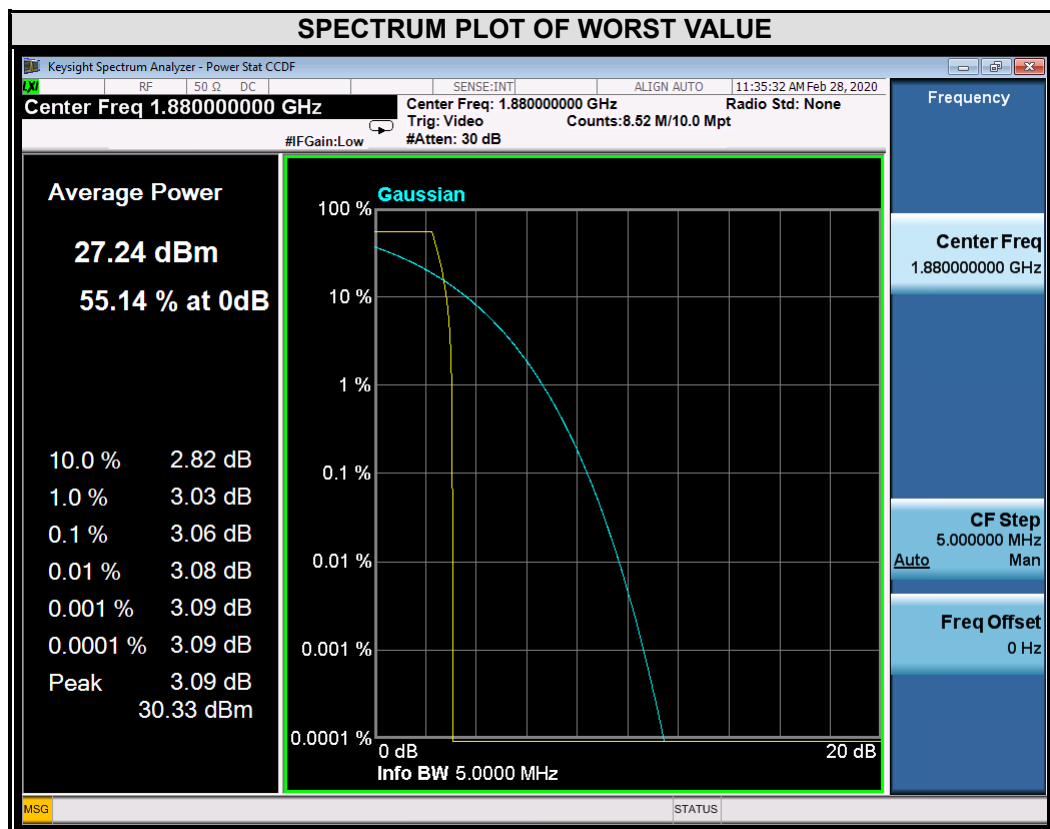 SPECTRUM PLOT OF WORST VALUE
Keysight Spectrum Analyzer - Power Stat CCDF
LXI RF 50 Ω DC SENSE:INT ALIGN AUTO 11:35:32 AM Feb 28, 2020
Center Freq 1.880000000 GHz
#IFGain:Low
Center Freq: 1.880000000 GHz Radio Std: None
Trig: Video Counts:8.52 M/10.0 Mpt
#Atten: 30 dB
Average Power
27.24 dBm
55.14 % at 0dB
10.0 % 2.82 dB
1.0 % 3.03 dB
0.1 % 3.06 dB
0.01 % 3.08 dB
0.001 % 3.09 dB
0.0001 % 3.09 dB
Peak 3.09 dB
30.33 dBm
Gaussian
100 %
10 %
1 %
0.1 %
0.01 %
0.001 %
0.0001 %
0 dB 20 dB
Info BW 5.0000 MHz
Frequency
Center Freq
1.880000000 GHz
CF Step
5.000000 MHz
Auto Man
Freq Offset
0 Hz
MSG STATUS